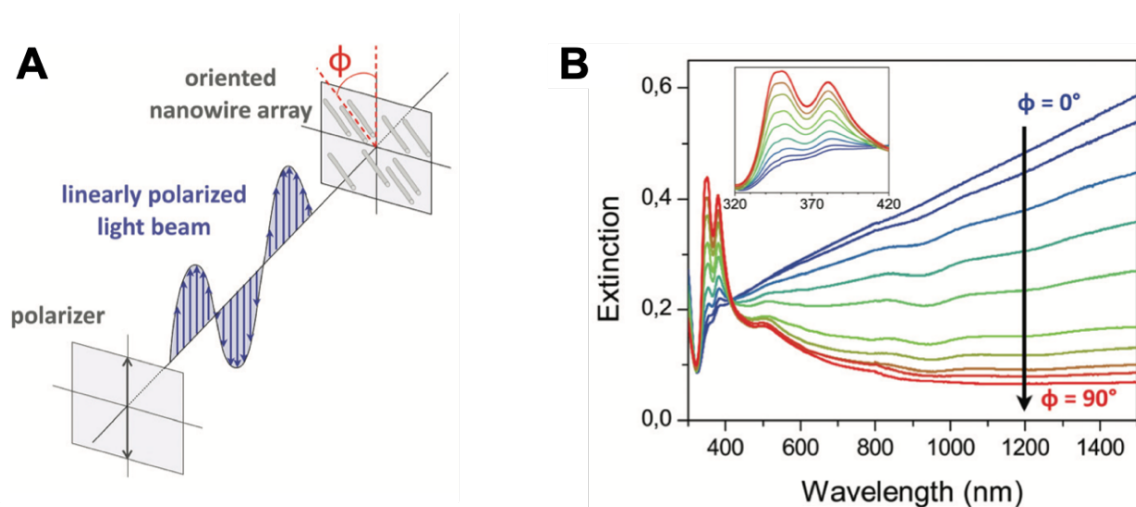 A
oriented
nanowire array
ϕ
linearly polarized
light beam
polarizer
B
Extinction
0,6
0,4
0,2
0,0
320 370 420
ϕ = 0°
ϕ = 90°
400 600 800 1000 1200 1400
Wavelength (nm)